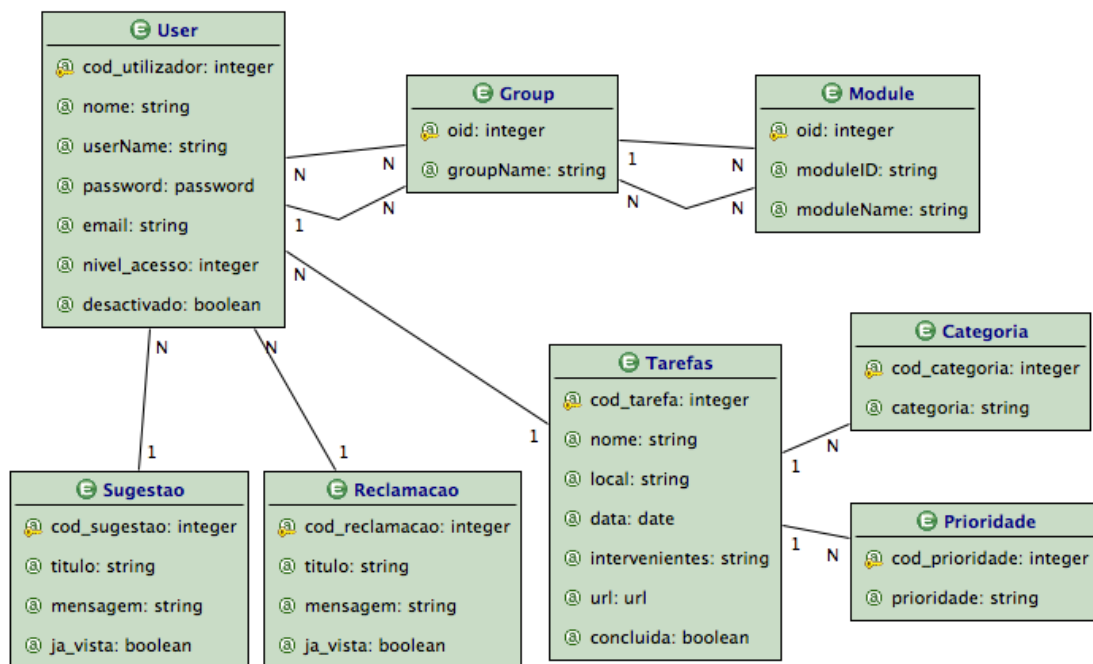 User
cod_utilizador: integer
nome: string
userName: string
password: password
email: string
nivel_acesso: integer
desactivado: boolean
Group
oid: integer
groupName: string
Module
oid: integer
moduleID: string
moduleName: string
N
N
1
N
1
N
N
N
N
1
N
1
N
1
Sugestao
cod_sugestao: integer
titulo: string
mensagem: string
ja_vista: boolean
Reclamacao
cod_reclamacao: integer
titulo: string
mensagem: string
ja_vista: boolean
Tarefas
cod_tarefa: integer
nome: string
local: string
data: date
intervenientes: string
url: url
concluida: boolean
1
N
1
N
Categoria
cod_categoria: integer
categoria: string
Prioridade
cod_prioridade: integer
prioridade: string